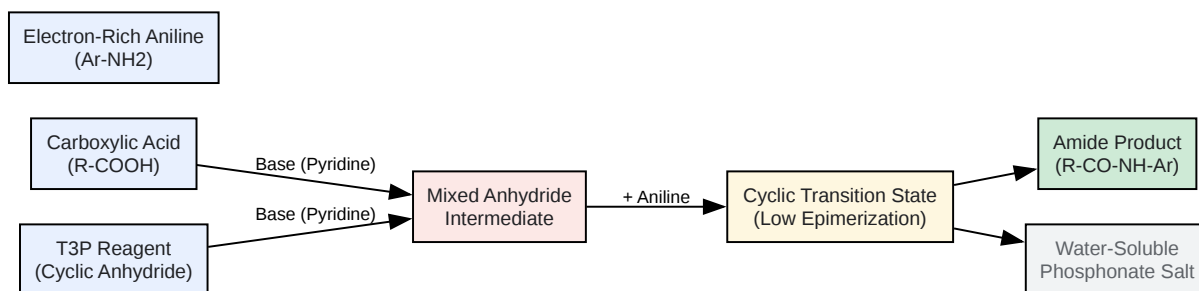 Electron-Rich Aniline
(Ar-NH2)
Carboxylic Acid
(R-COOH)
T3P Reagent
(Cyclic Anhydride)
Base (Pyridine)
Base (Pyridine)
Mixed Anhydride
Intermediate
+ Aniline
Cyclic Transition State
(Low Epimerization)
Amide Product
(R-CO-NH-Ar)
Water-Soluble
Phosphonate Salt